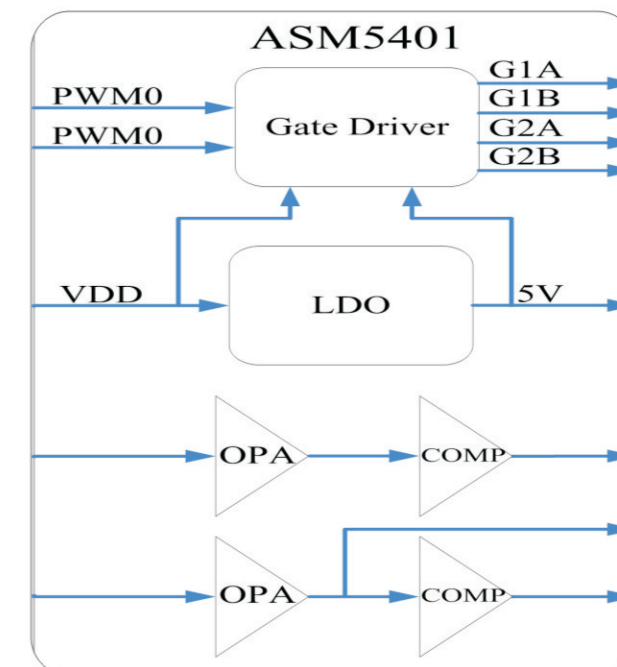 ASM5401
PWM0
PWM0
Gate Driver
G1A
G1B
G2A
G2B
VDD
LDO
5V
OPA
COMP
OPA
COMP